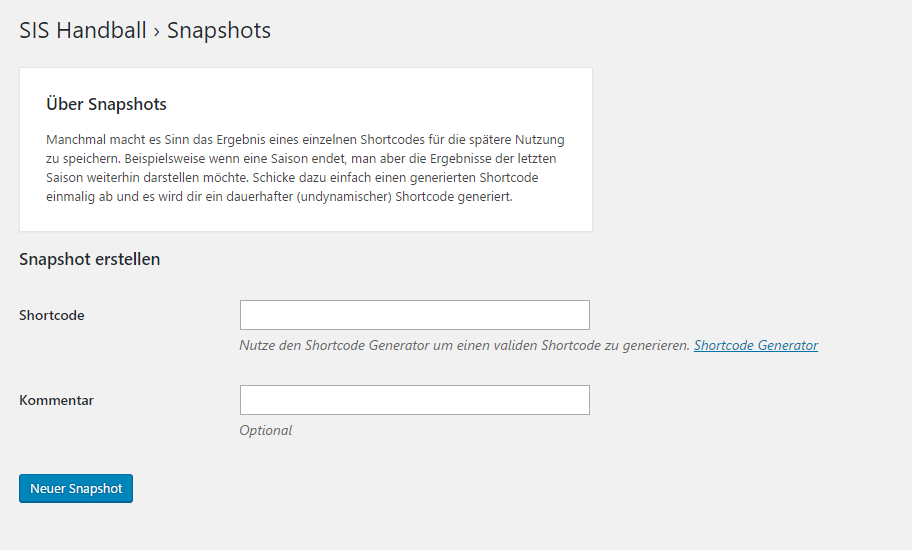 SIS Handball › Snapshots
Über Snapshots
Manchmal macht es Sinn das Ergebnis eines einzelnen Shortcodes für die spätere Nutzung
zu speichern. Beispielsweise wenn eine Saison endet, man aber die Ergebnisse der letzten
Saison weiterhin darstellen möchte. Schicke dazu einfach einen generierten Shortcode
einmalig ab und es wird dir ein dauerhafter (undynamischer) Shortcode generiert.
Snapshot erstellen
Shortcode
Nutze den Shortcode Generator um einen validen Shortcode zu generieren. Shortcode Generator
Kommentar
Optional
Neuer Snapshot